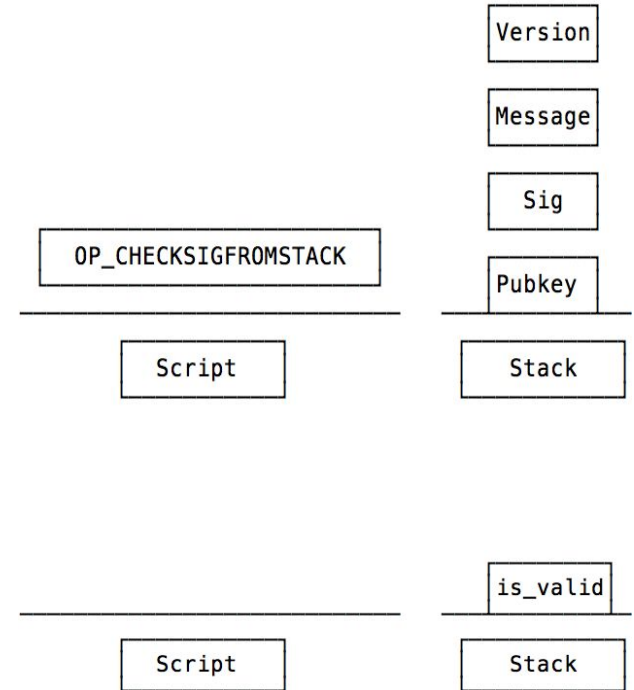 Version
Message
Sig
OP_CHECKSIGFROMSTACK
Pubkey
Script
Stack
is_valid
Script
Stack